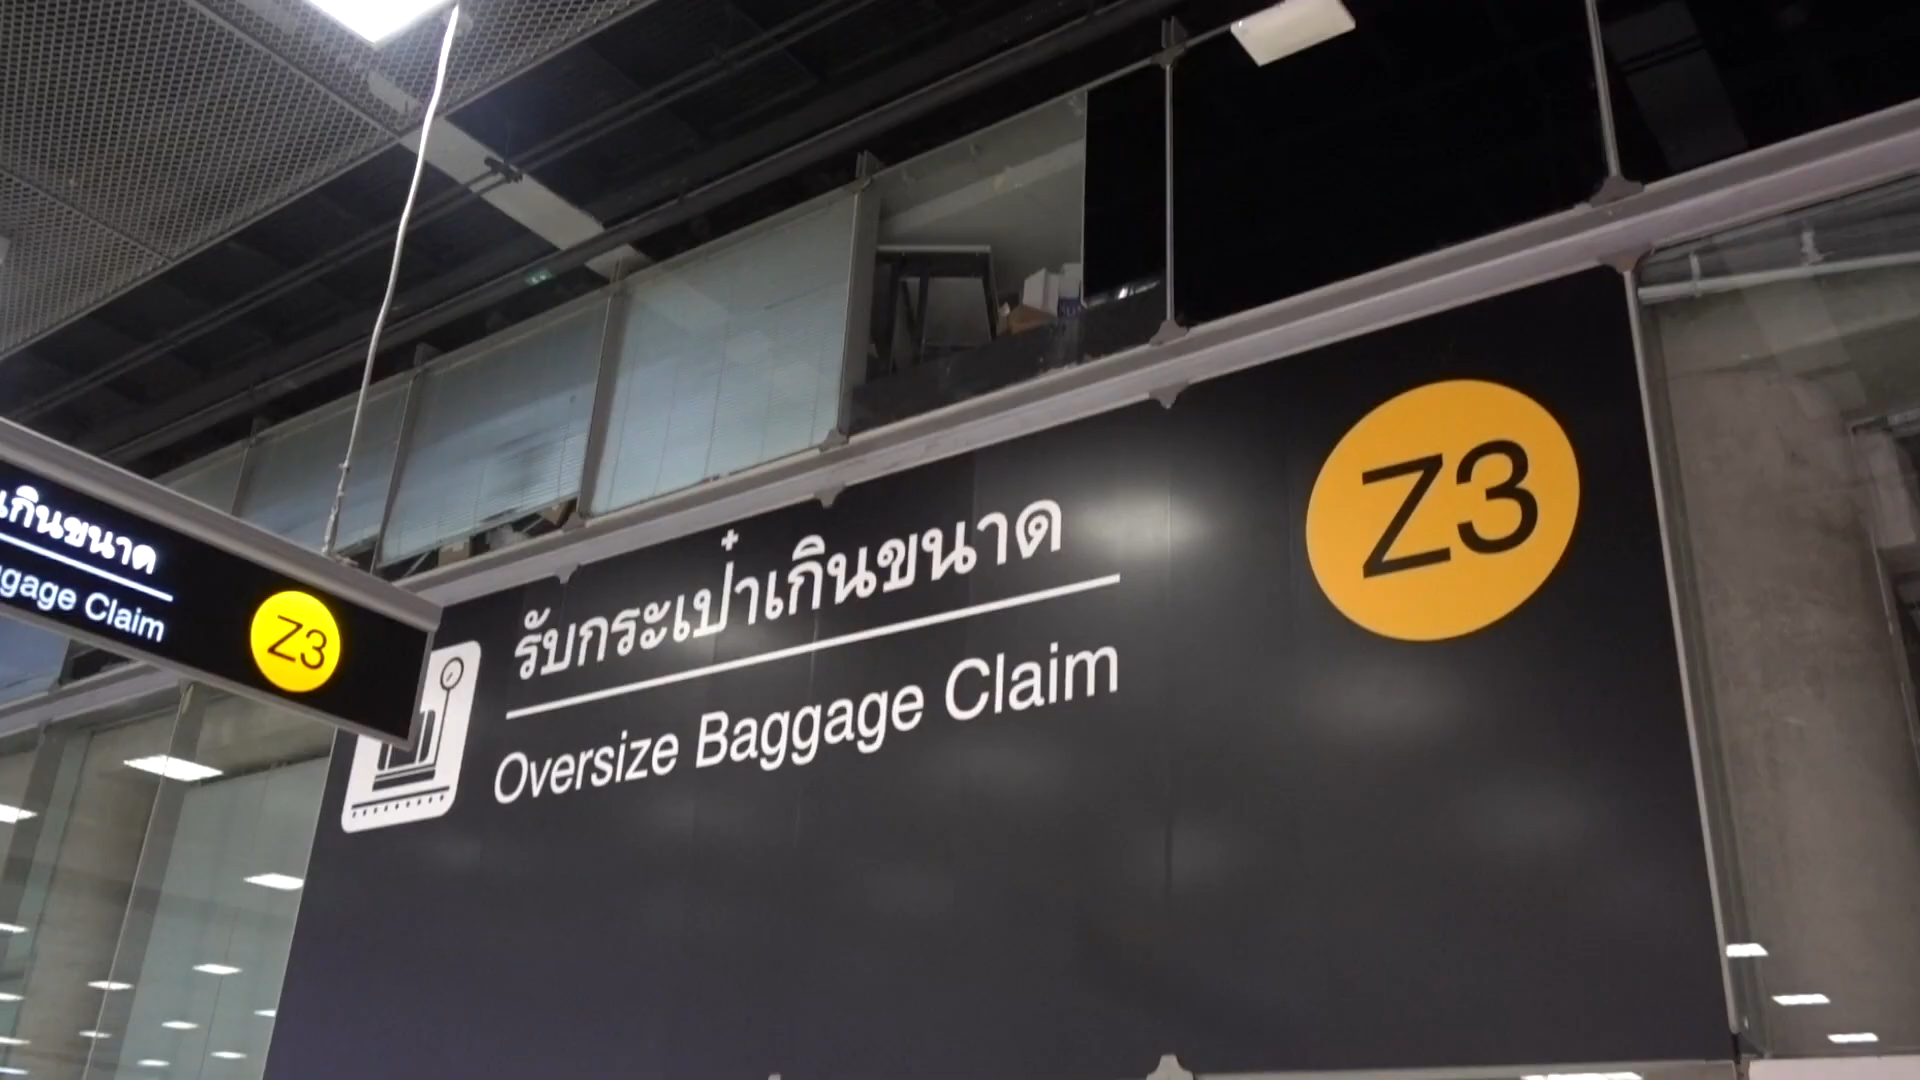 เกินขนาด
gage Claim
Z3
รับกระเป๋าเกินขนาด
Oversize Baggage Claim
Z3